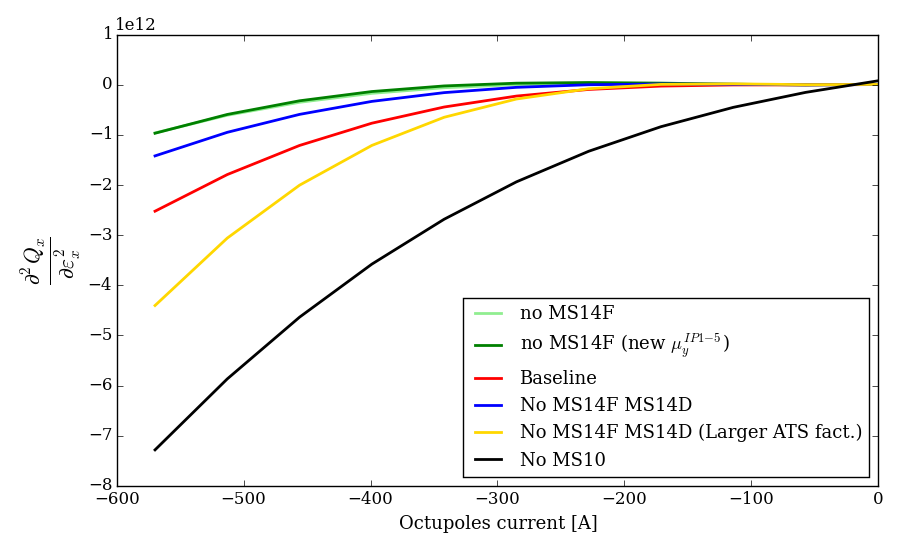 1e12
1
0
−1
−2
−3
−4
−5
−6
−7
−8
∂²Qₓ
∂εₓ²
no MS14F
no MS14F (new μ_y^{IP1−5})
Baseline
No MS14F MS14D
No MS14F MS14D (Larger ATS fact.)
No MS10
−600 −500 −400 −300 −200 −100 0
Octupoles current [A]